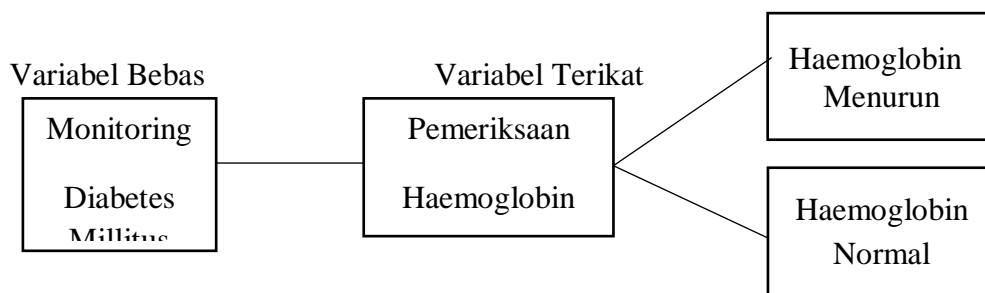 Variabel Bebas
Monitoring
Diabetes
Millitus
Variabel Terikat
Pemeriksaan
Haemoglobin
Haemoglobin
Menurun
Haemoglobin
Normal